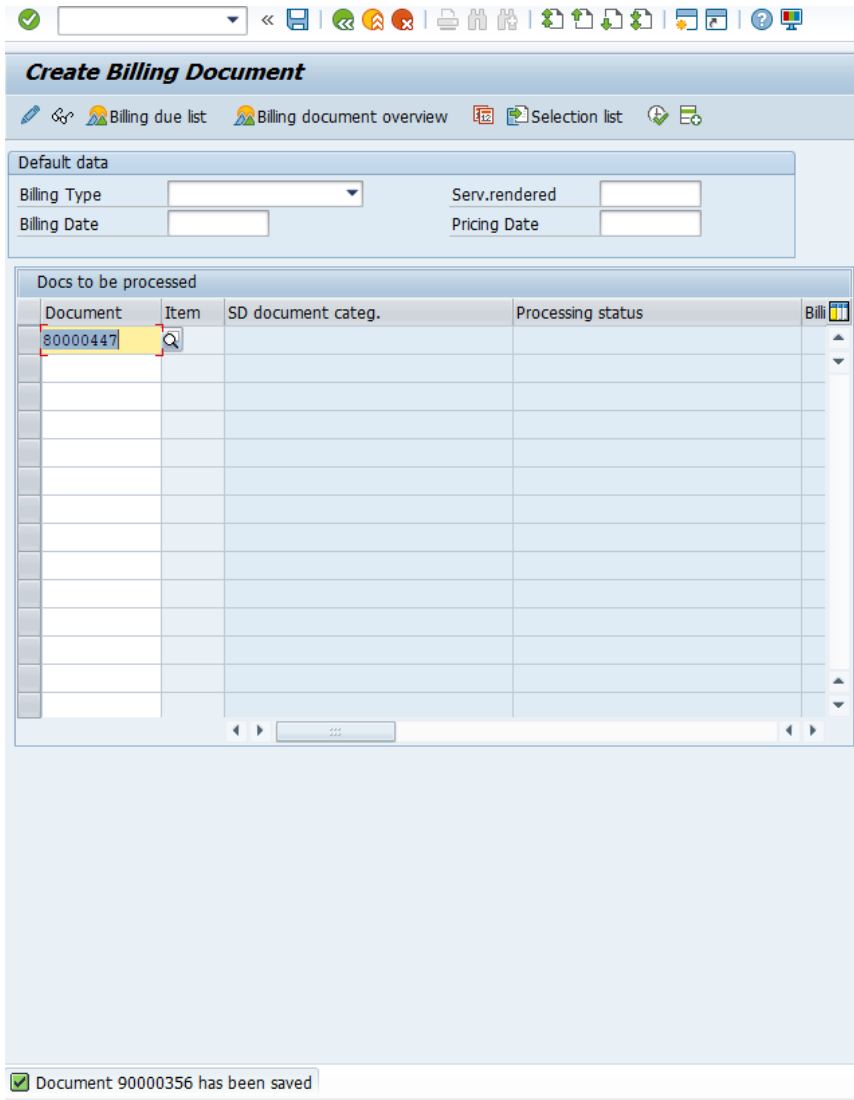 Create Billing Document
Billing due list Billing document overview Selection list
Default data
Billing Type Serv.rendered
Billing Date Pricing Date
Docs to be processed
Document Item SD document categ. Processing status Billi
80000447
Document 90000356 has been saved